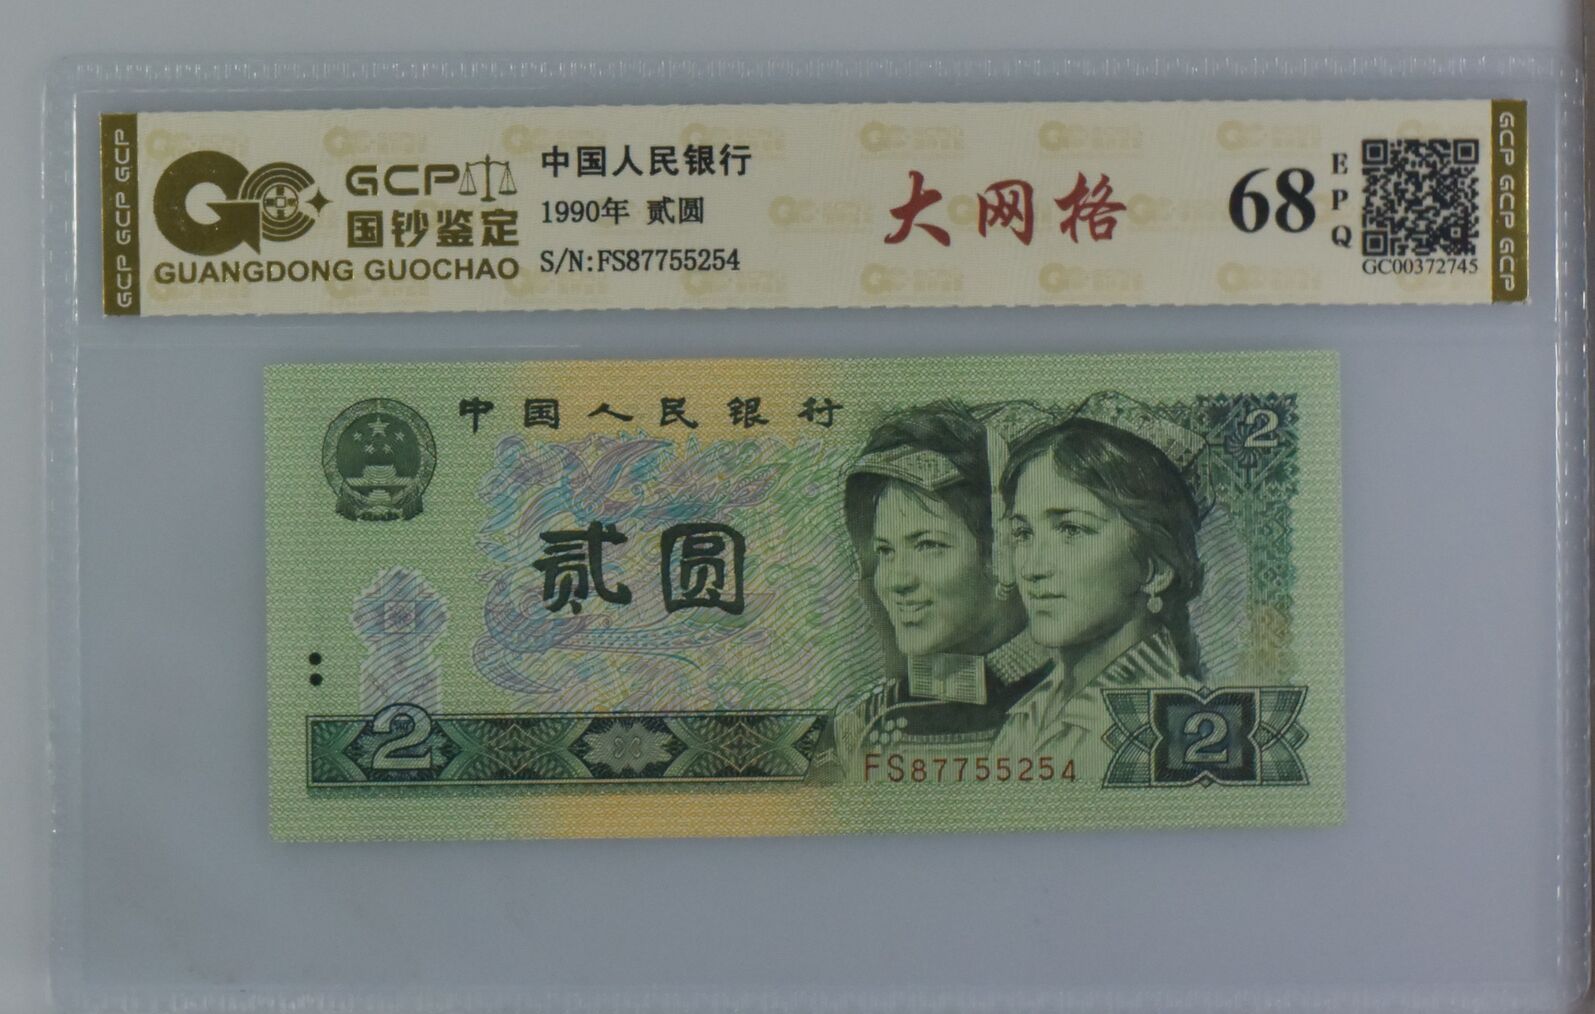 GCP GCP GCP
GCP
国钞鉴定
GUANGDONG GUOCHAO
中国人民银行
1990年 贰圆
S/N:FS87755254
大网格
68
EPQ
GC00372745
GCP GCP GCP
中国人民银行
2
贰圆
2
FS87755254
2